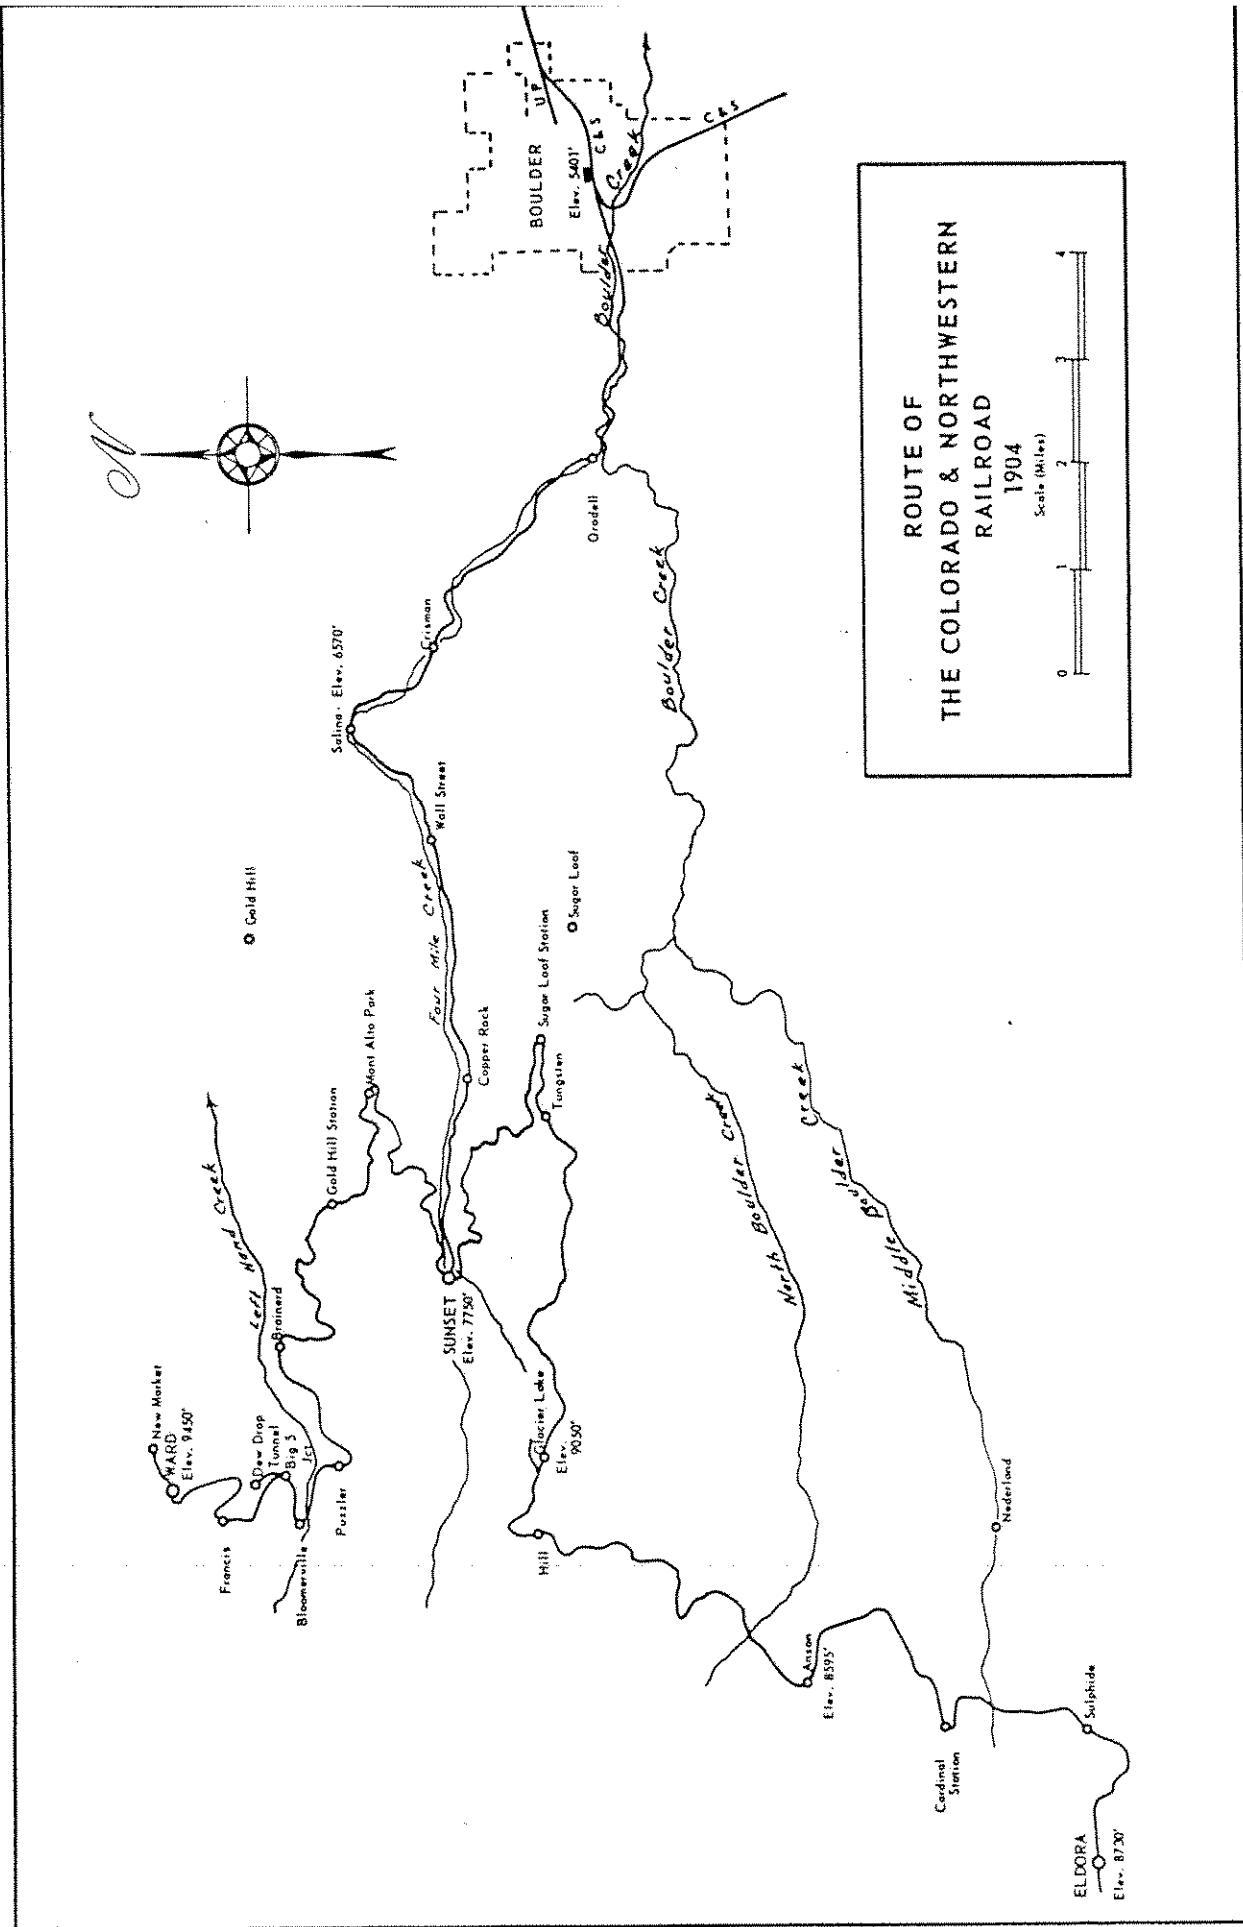 N
UP
BOULDER
Elev. 5401'
C & S
C & S
Creek
Boulder
Orodell
Crisman
Salina - Elev. 6570'
Wall Street
Four Mile Creek
Gold Hill
Sugar Loaf
Boulder Creek
Copper Rock
Sugar Loaf Station
Tungsten
Mont Alto Park
Gold Hill Station
Left Hand Creek
Brainerd
SUNSET
Elev. 7750'
New Market
WARD
Elev. 9450'
Dew Drop
Tunnel
Big 5
Jct
Puzzler
Francis
Bloomerville
Glacier Lake
Elev.
9050'
Hill
North Boulder Creek
Middle Boulder Creek
Nederland
Anson
Elev. 8595'
Cardinal
Station
Sulphide
ELDORA
Elev. 8730'
ROUTE OF
THE COLORADO & NORTHWESTERN
RAILROAD
1904
Scale (Miles)
0 1 2 3 4